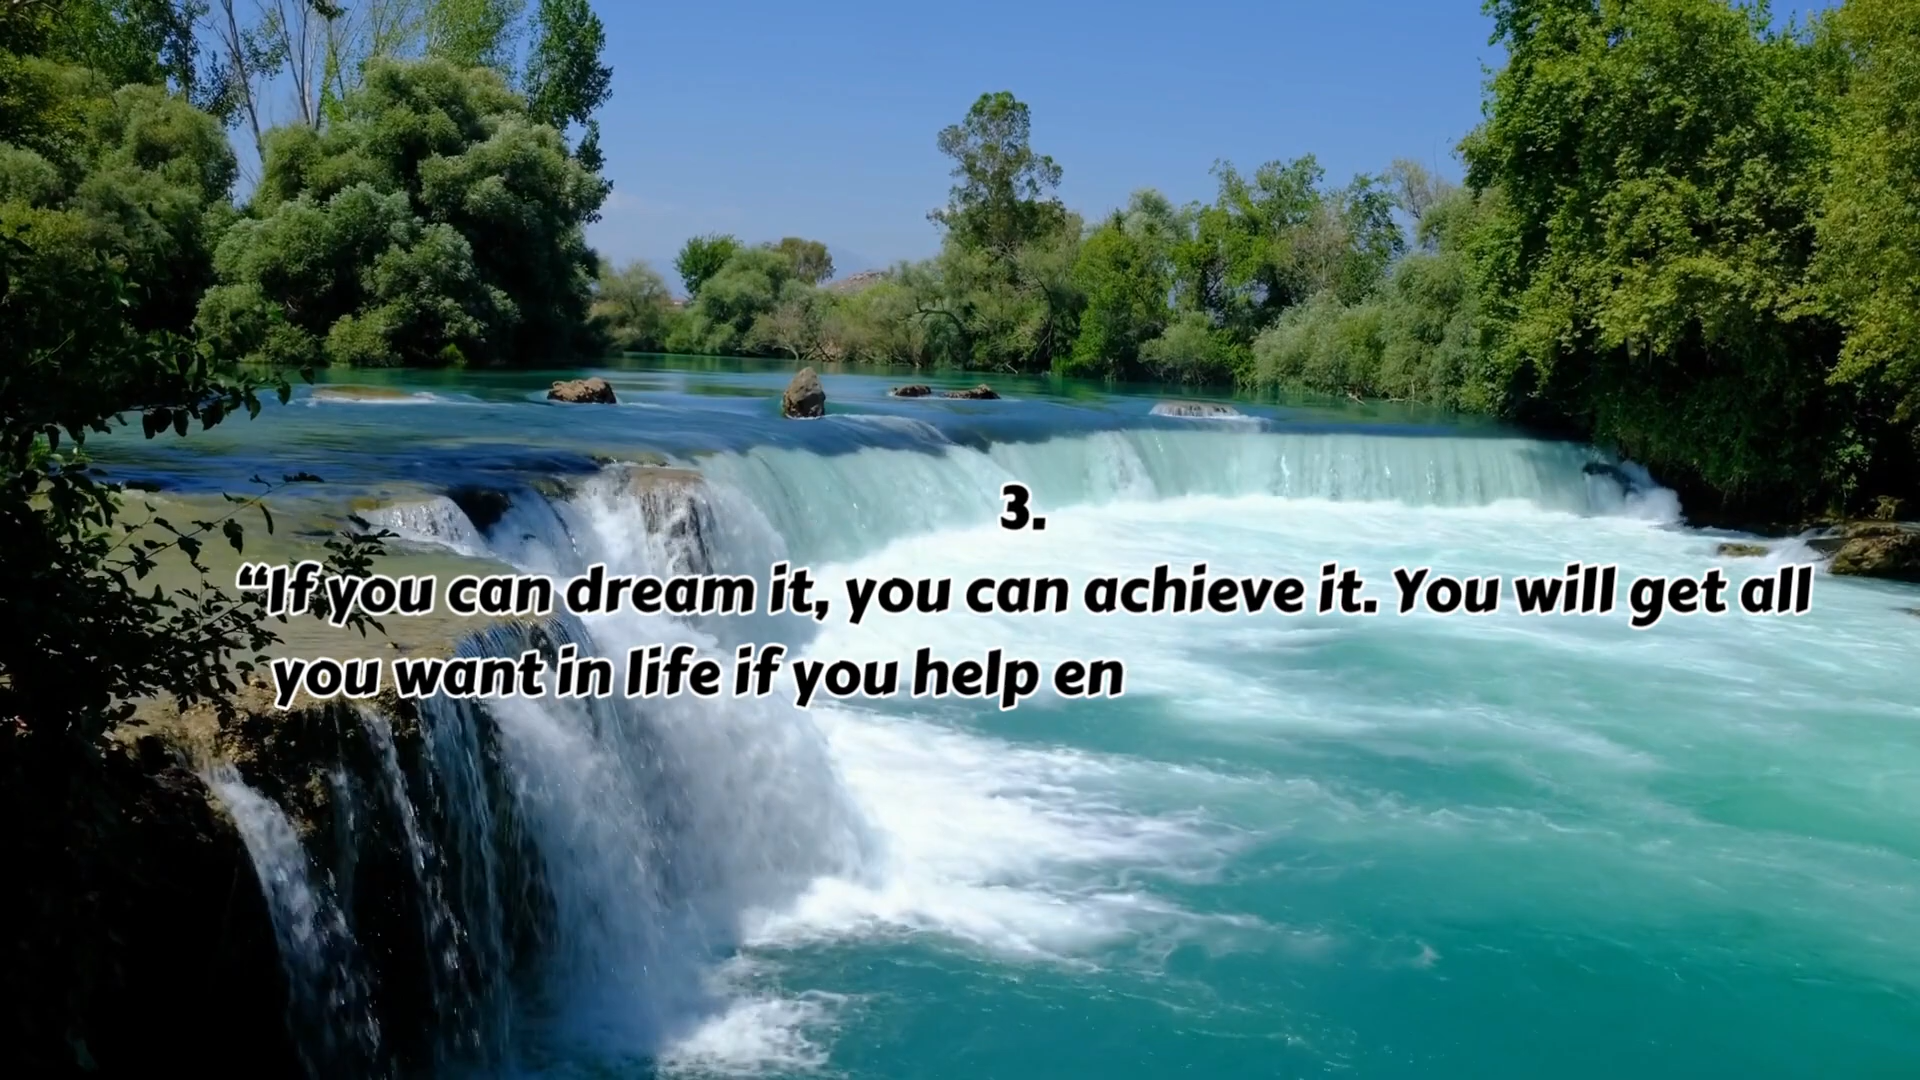 3.
“If you can dream it, you can achieve it. You will get all
you want in life if you help en